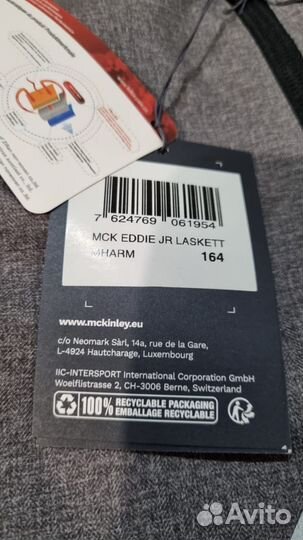 7 624769 061954
MCK EDDIE JR LASKETT
MHARM 164
www.mckinley.eu
c/o Neomark Sàrl, 14a, rue de la Gare,
L-4924 Hautcharage, Luxembourg
IIC-INTERSPORT International Corporation GmbH
Woelflistrasse 2, CH-3006 Berne, Switzerland
100% RECYCLABLE PACKAGING
EMBALLAGE RECYCLABLE
Avito